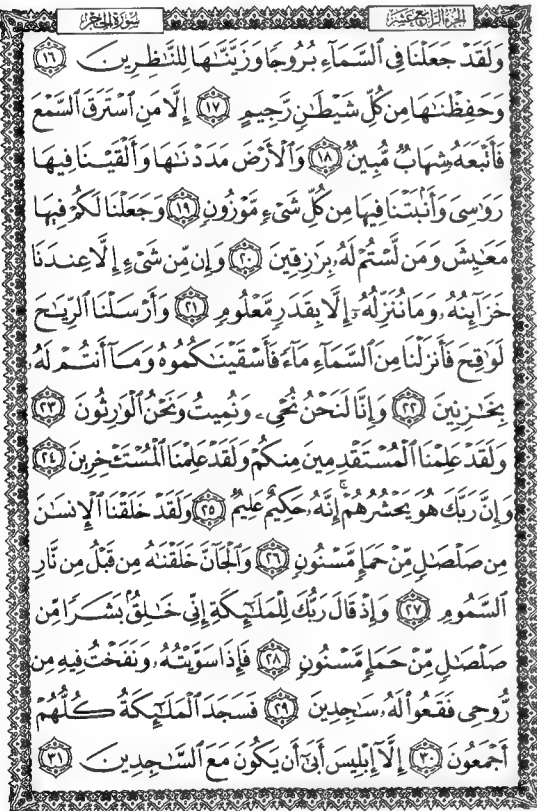 الجزء الرابع عشر
سورة الحجر
وَلَقَدْ جَعَلْنَا فِى ٱلسَّمَآءِ بُرُوجًا وَزَيَّنَّـٰهَا لِلنَّـٰظِرِينَ ١٦
وَحَفِظْنَـٰهَا مِن كُلِّ شَيْطَـٰنٍ رَّجِيمٍ ١٧ إِلَّا مَنِ ٱسْتَرَقَ ٱلسَّمْعَ
فَأَتْبَعَهُۥ شِهَابٌ مُّبِينٌ ١٨ وَٱلْأَرْضَ مَدَدْنَـٰهَا وَأَلْقَيْنَا فِيهَا
رَوَٰسِىَ وَأَنۢبَتْنَا فِيهَا مِن كُلِّ شَىْءٍ مَّوْزُونٍ ١٩ وَجَعَلْنَا لَكُمْ فِيهَا
مَعَـٰيِشَ وَمَن لَّسْتُمْ لَهُۥ بِرَٰزِقِينَ ٢٠ وَإِن مِّن شَىْءٍ إِلَّا عِندَنَا
خَزَآئِنُهُۥ وَمَا نُنَزِّلُهُۥٓ إِلَّا بِقَدَرٍ مَّعْلُومٍ ٢١ وَأَرْسَلْنَا ٱلرِّيَـٰحَ
لَوَٰقِحَ فَأَنزَلْنَا مِنَ ٱلسَّمَآءِ مَآءً فَأَسْقَيْنَـٰكُمُوهُ وَمَآ أَنتُمْ لَهُۥ
بِخَـٰزِنِينَ ٢٢ وَإِنَّا لَنَحْنُ نُحْىِۦ وَنُمِيتُ وَنَحْنُ ٱلْوَٰرِثُونَ ٢٣
وَلَقَدْ عَلِمْنَا ٱلْمُسْتَقْدِمِينَ مِنكُمْ وَلَقَدْ عَلِمْنَا ٱلْمُسْتَـْٔخِرِينَ ٢٤
وَإِنَّ رَبَّكَ هُوَ يَحْشُرُهُمْ ۚ إِنَّهُۥ حَكِيمٌ عَلِيمٌ ٢٥ وَلَقَدْ خَلَقْنَا ٱلْإِنسَـٰنَ
مِن صَلْصَـٰلٍ مِّنْ حَمَإٍ مَّسْنُونٍ ٢٦ وَٱلْجَآنَّ خَلَقْنَـٰهُ مِن قَبْلُ مِن نَّارِ
ٱلسَّمُومِ ٢٧ وَإِذْ قَالَ رَبُّكَ لِلْمَلَـٰٓئِكَةِ إِنِّى خَـٰلِقٌۢ بَشَرًا مِّن
صَلْصَـٰلٍ مِّنْ حَمَإٍ مَّسْنُونٍ ٢٨ فَإِذَا سَوَّيْتُهُۥ وَنَفَخْتُ فِيهِ مِن
رُّوحِى فَقَعُوا۟ لَهُۥ سَـٰجِدِينَ ٢٩ فَسَجَدَ ٱلْمَلَـٰٓئِكَةُ كُلُّهُمْ
أَجْمَعُونَ ٣٠ إِلَّآ إِبْلِيسَ أَبَىٰٓ أَن يَكُونَ مَعَ ٱلسَّـٰجِدِينَ ٣١